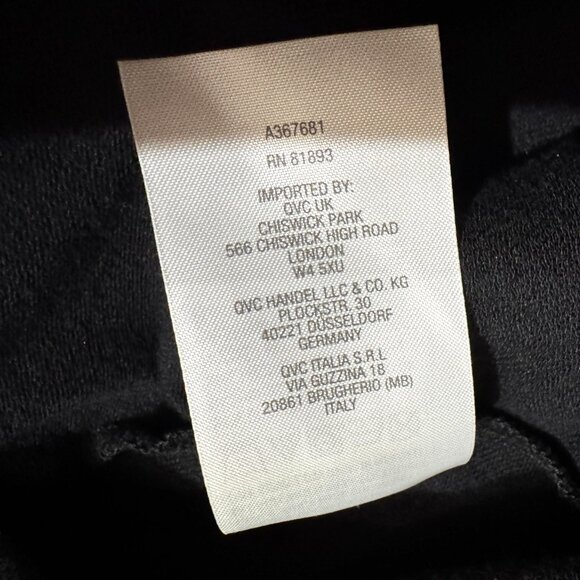 A367681
RN 81893
IMPORTED BY:
QVC UK
CHISWICK PARK
566 CHISWICK HIGH ROAD
LONDON
W4 5XU
QVC HANDEL LLC & CO. KG
PLOCKSTR. 30
40221 DÜSSELDORF
GERMANY
QVC ITALIA S.R.L
VIA GUZZINA 18
20861 BRUGHERIO (MB)
ITALY